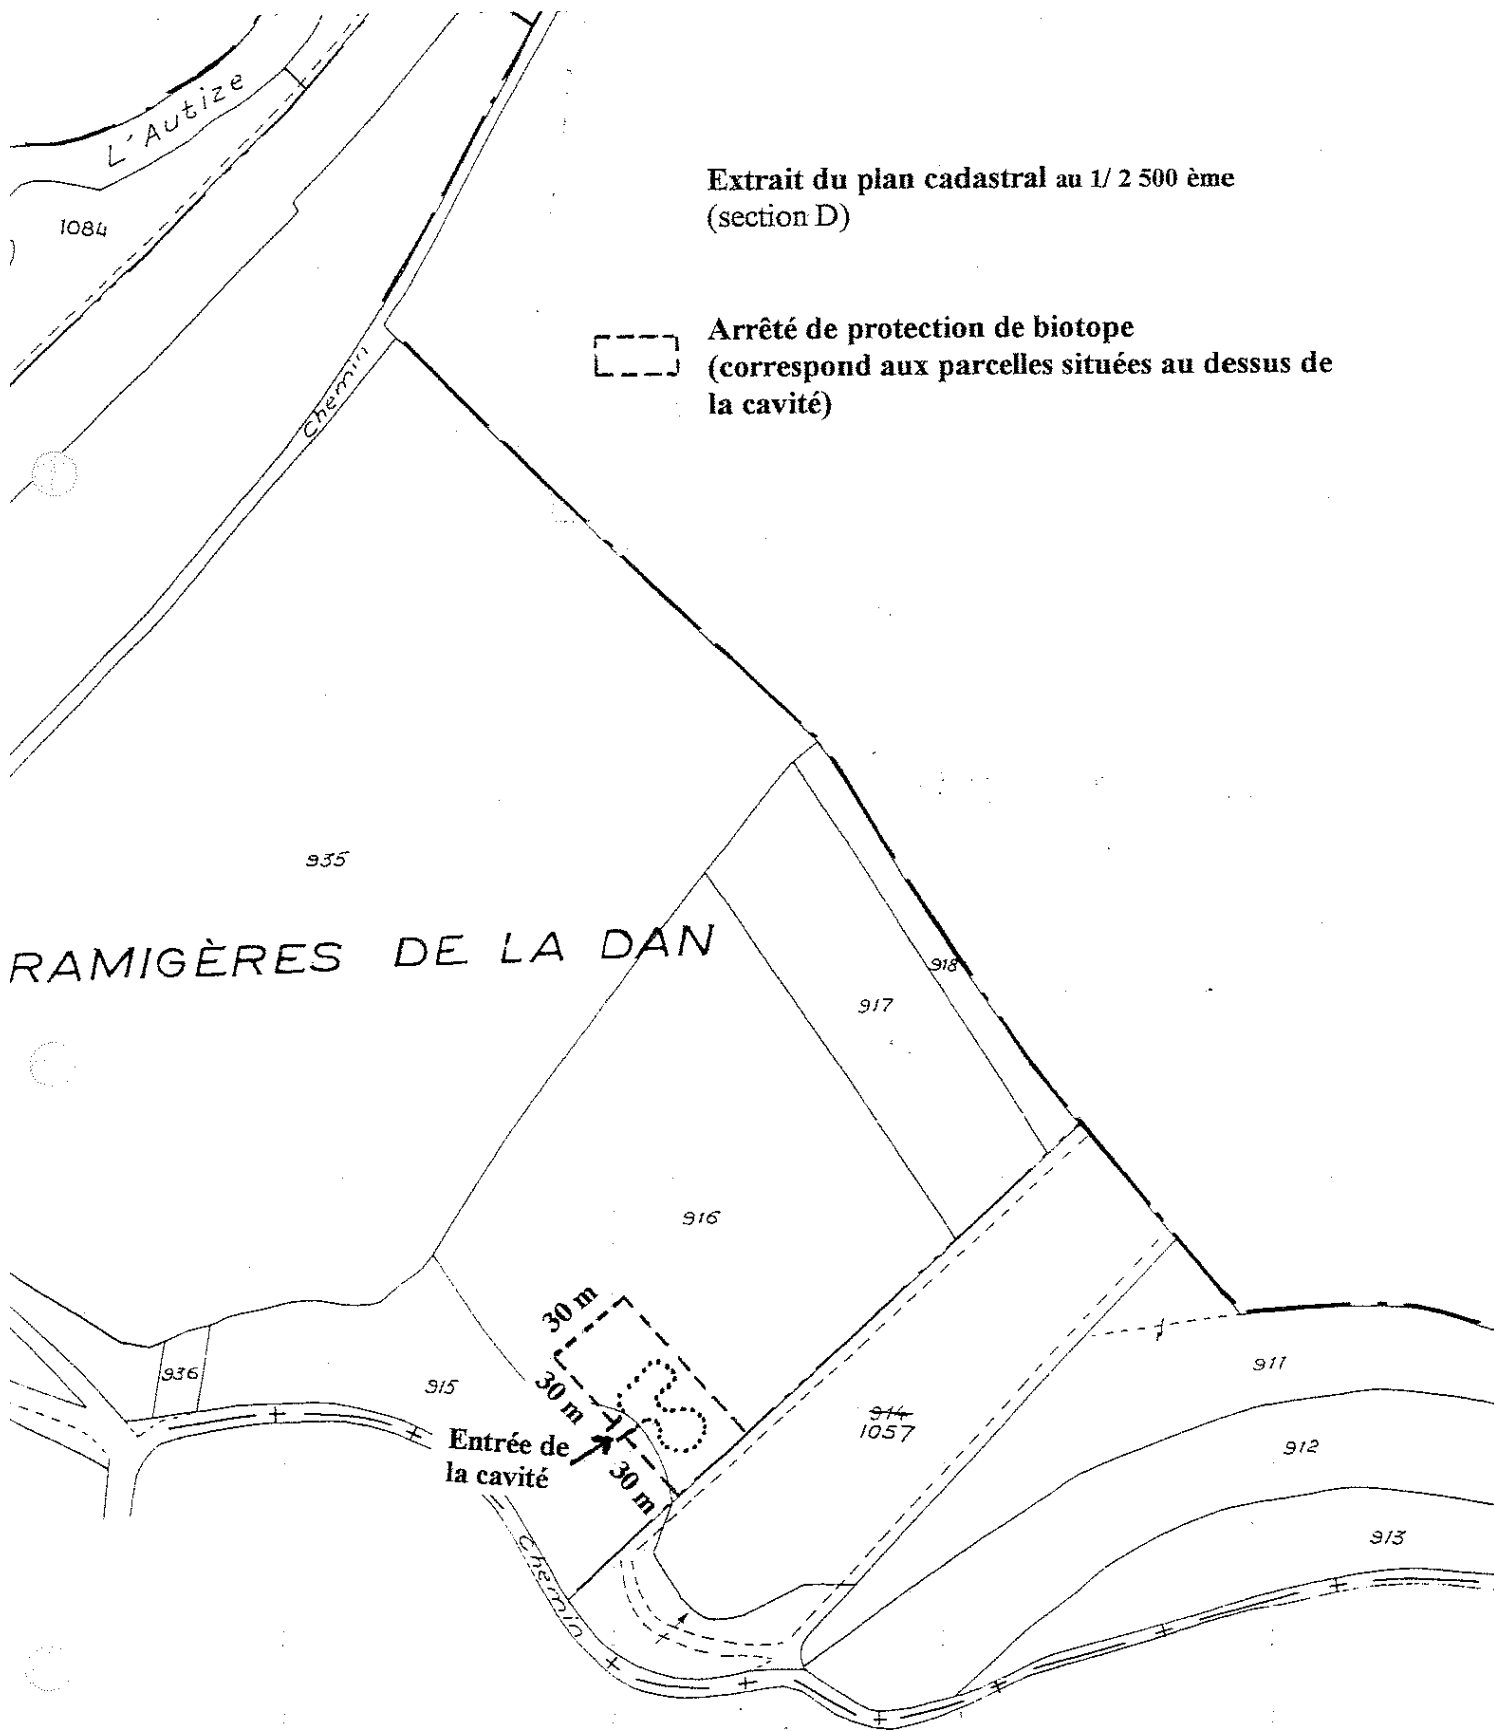 L'Autize
1084
Extrait du plan cadastral au 1/ 2 500 ème
(section D)
Arrêté de protection de biotope
(correspond aux parcelles situées au dessus de
la cavité)
Chemin
935
RAMIGÈRES DE LA DAN
918
917
916
30 m
936
915
30 m
Entrée de
la cavité
30 m
914
1057
911
912
913
Chemin